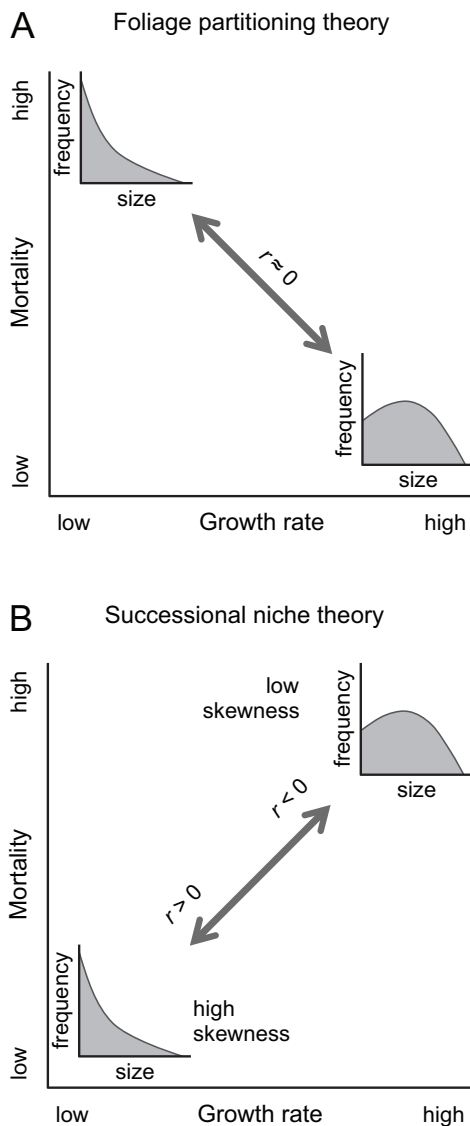 A
Foliage partitioning theory
high
Mortality
low
frequency
size
r ≈ 0
frequency
size
low
Growth rate
high
B
Successional niche theory
high
Mortality
low
low
skewness
frequency
size
r < 0
r > 0
frequency
size
high
skewness
low
Growth rate
high